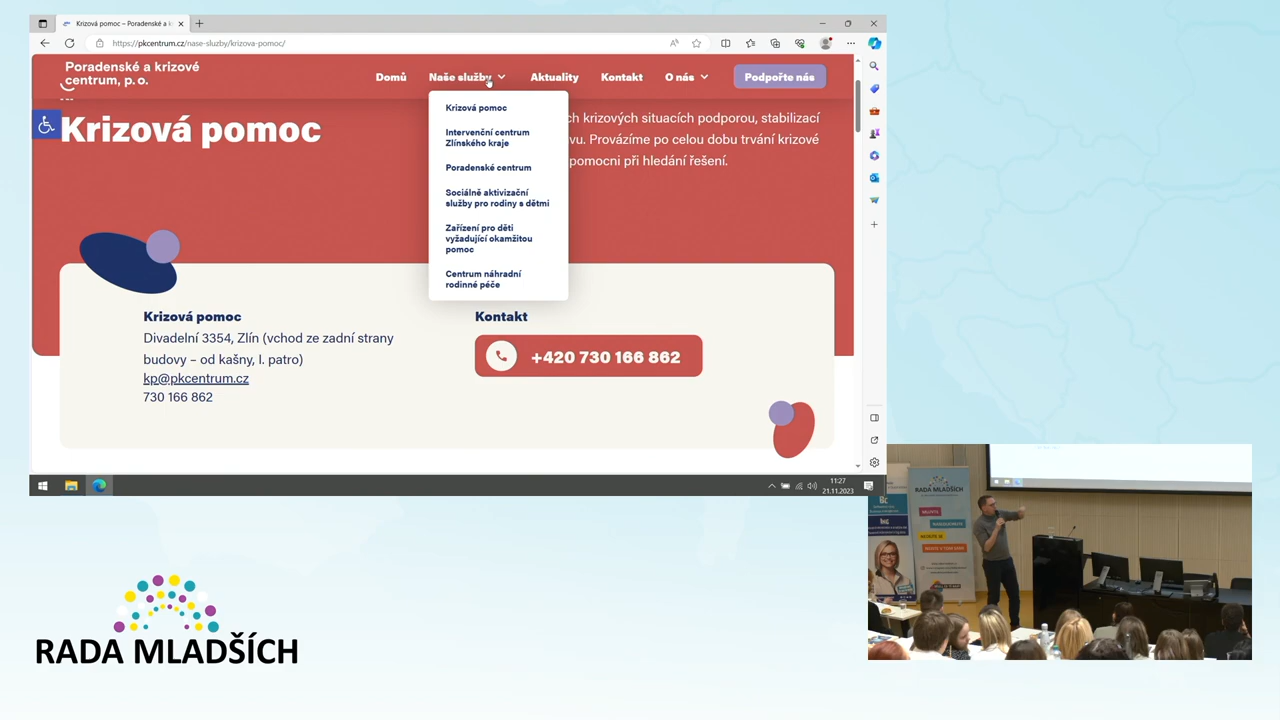 Krizová pomoc – Poradenské a k
https://pkcentrum.cz/nase-sluzby/krizova-pomoc/
Poradenské a krizové
centrum, p. o.
Domů
Naše služby
Aktuality
Kontakt
O nás
Podpořte nás
Krizová pomoc
Intervenční centrum
Zlínského kraje
Poradenské centrum
Sociálně aktivizační
služby pro rodiny s dětmi
Zařízení pro děti
vyžadující okamžitou
pomoc
Centrum náhradní
rodinné péče
Krizová pomoc
ch krizových situacích podporou, stabilizací
vu. Provázíme po celou dobu trvání krizové
pomocni při hledání řešení.
Krizová pomoc
Divadelní 3354, Zlín (vchod ze zadní strany
budovy – od kašny, I. patro)
kp@pkcentrum.cz
730 166 862
Kontakt
+420 730 166 862
11:27
21.11.2023
RADA MLADŠÍCH
RADA MLADŠÍCH